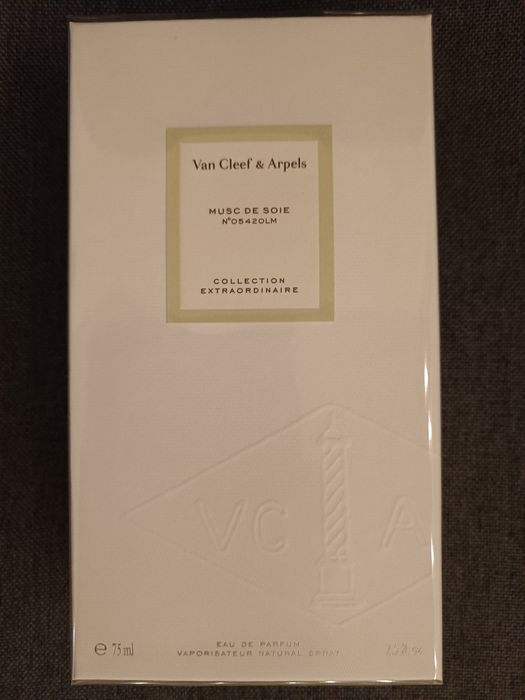 Van Cleef & Arpels
MUSC DE SOIE
N°05420LM
COLLECTION
EXTRAORDINAIRE
VC A
EAU DE PARFUM
℮ 75 ml VAPORISATEUR NATURAL SPRAY